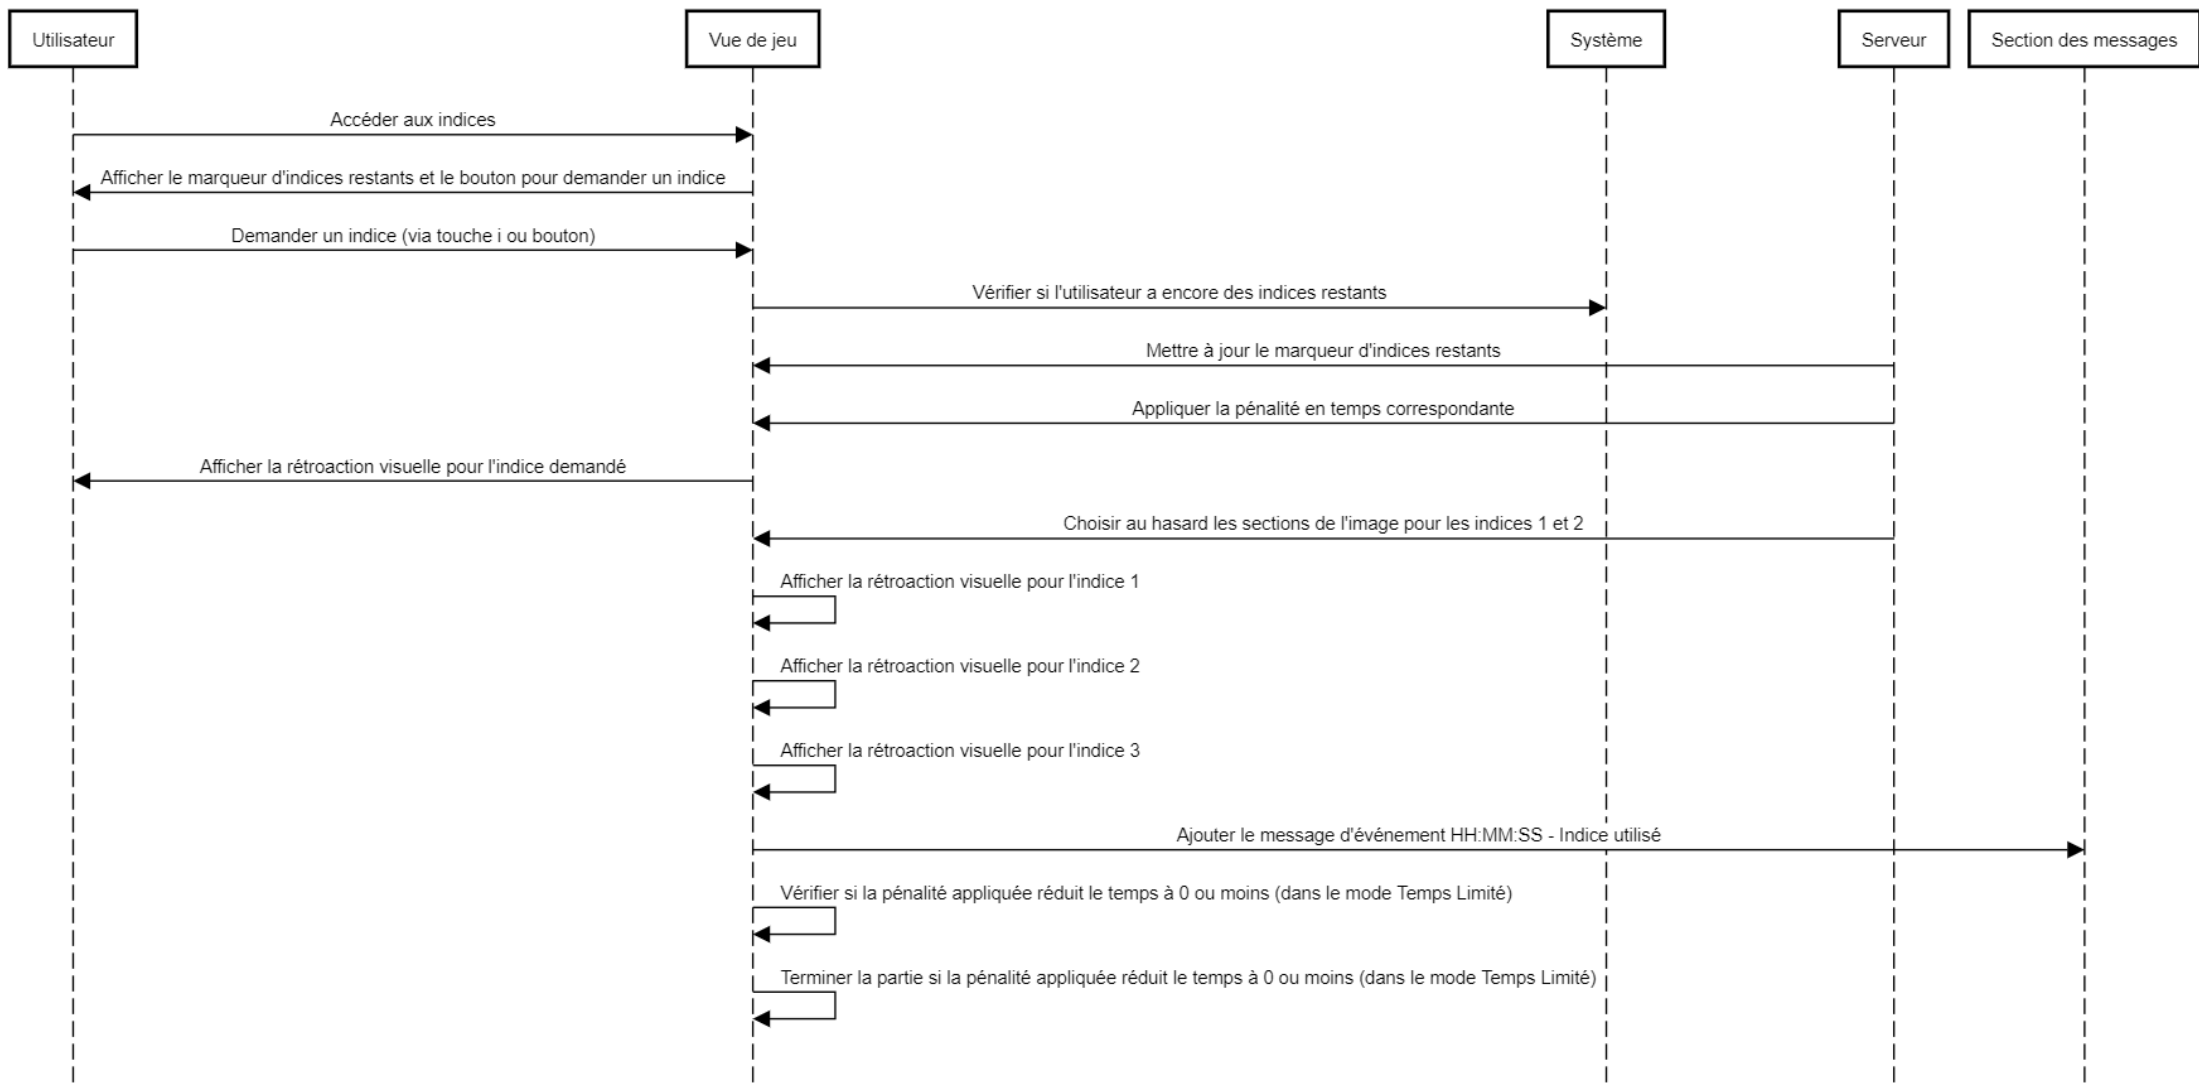 Utilisateur
Vue de jeu
Système
Serveur
Section des messages
Accéder aux indices
Afficher le marqueur d'indices restants et le bouton pour demander un indice
Demander un indice (via touche i ou bouton)
Vérifier si l'utilisateur a encore des indices restants
Mettre à jour le marqueur d'indices restants
Appliquer la pénalité en temps correspondante
Afficher la rétroaction visuelle pour l'indice demandé
Choisir au hasard les sections de l'image pour les indices 1 et 2
Afficher la rétroaction visuelle pour l'indice 1
Afficher la rétroaction visuelle pour l'indice 2
Afficher la rétroaction visuelle pour l'indice 3
Ajouter le message d'événement HH:MM:SS - Indice utilisé
Vérifier si la pénalité appliquée réduit le temps à 0 ou moins (dans le mode Temps Limité)
Terminer la partie si la pénalité appliquée réduit le temps à 0 ou moins (dans le mode Temps Limité)